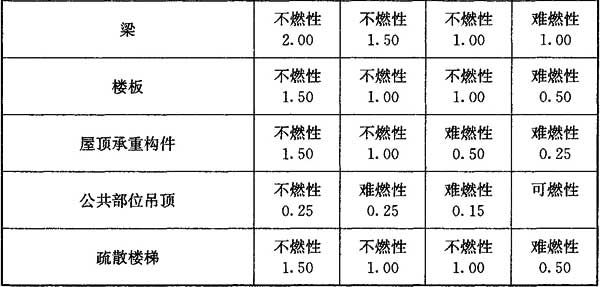 梁 不燃性 不燃性 不燃性 难燃性
2.00 1.50 1.00 1.00
楼板 不燃性 不燃性 不燃性 难燃性
1.50 1.00 1.00 0.50
屋顶承重构件 不燃性 不燃性 难燃性 难燃性
1.50 1.00 0.50 0.25
公共部位吊顶 不燃性 难燃性 难燃性 可燃性
0.25 0.25 0.15
疏散楼梯 不燃性 不燃性 不燃性 难燃性
1.50 1.00 1.00 0.50